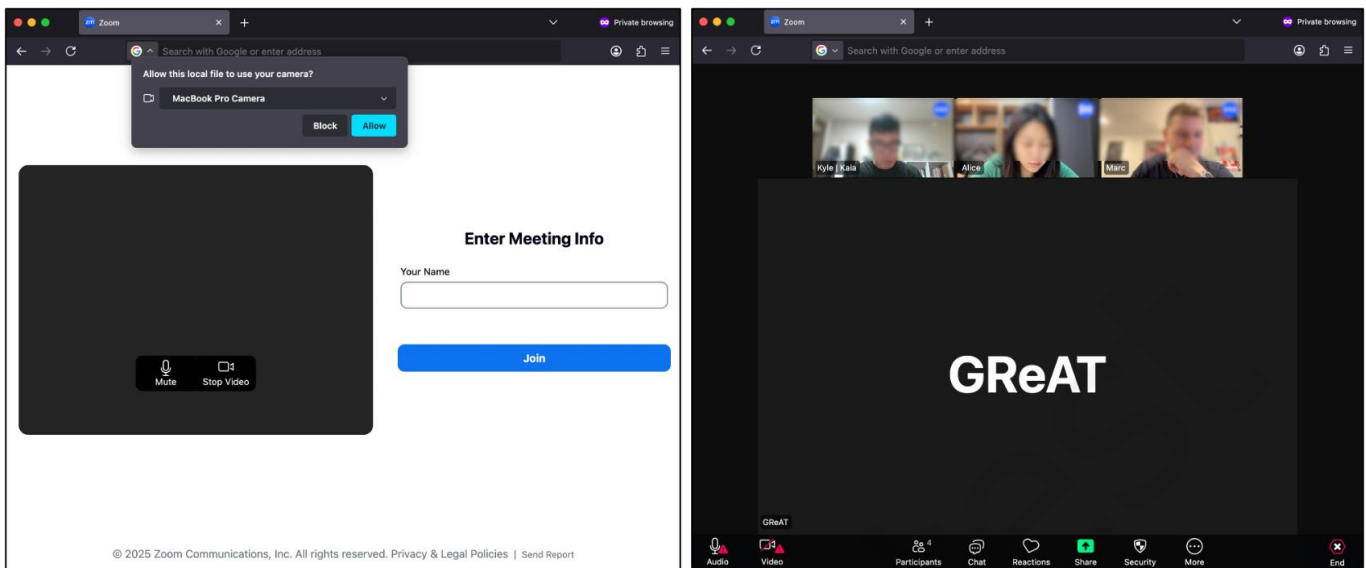 Zoom
Private browsing
Search with Google or enter address
Allow this local file to use your camera?
MacBook Pro Camera
Block
Allow
Enter Meeting Info
Your Name
Join
Mute
Stop Video
© 2025 Zoom Communications, Inc. All rights reserved. Privacy & Legal Policies | Send Report
Zoom
Private browsing
Search with Google or enter address
Kyle | Kaia
Alice
Marc
GReAT
GReAT
Audio
Video
4
Participants
Chat
Reactions
Share
Security
More
End